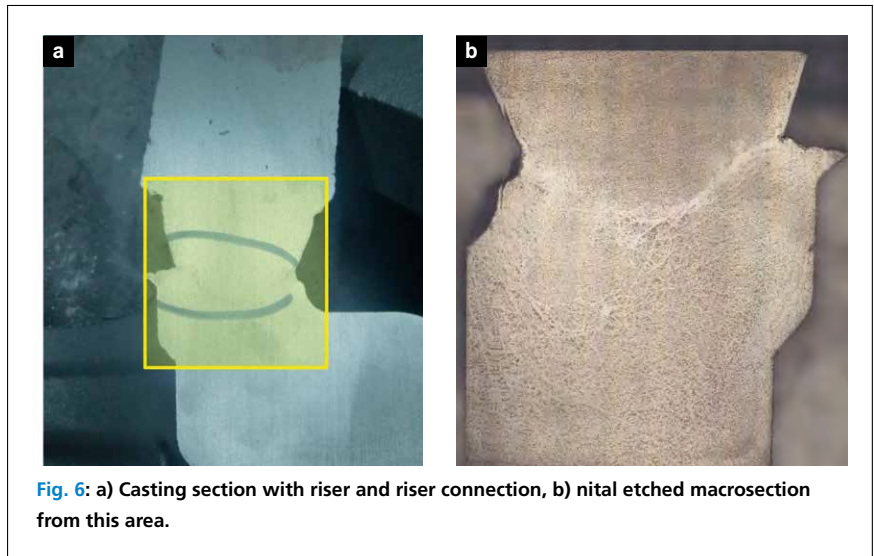 a
b
Fig. 6: a) Casting section with riser and riser connection, b) nital etched macrosection
from this area.